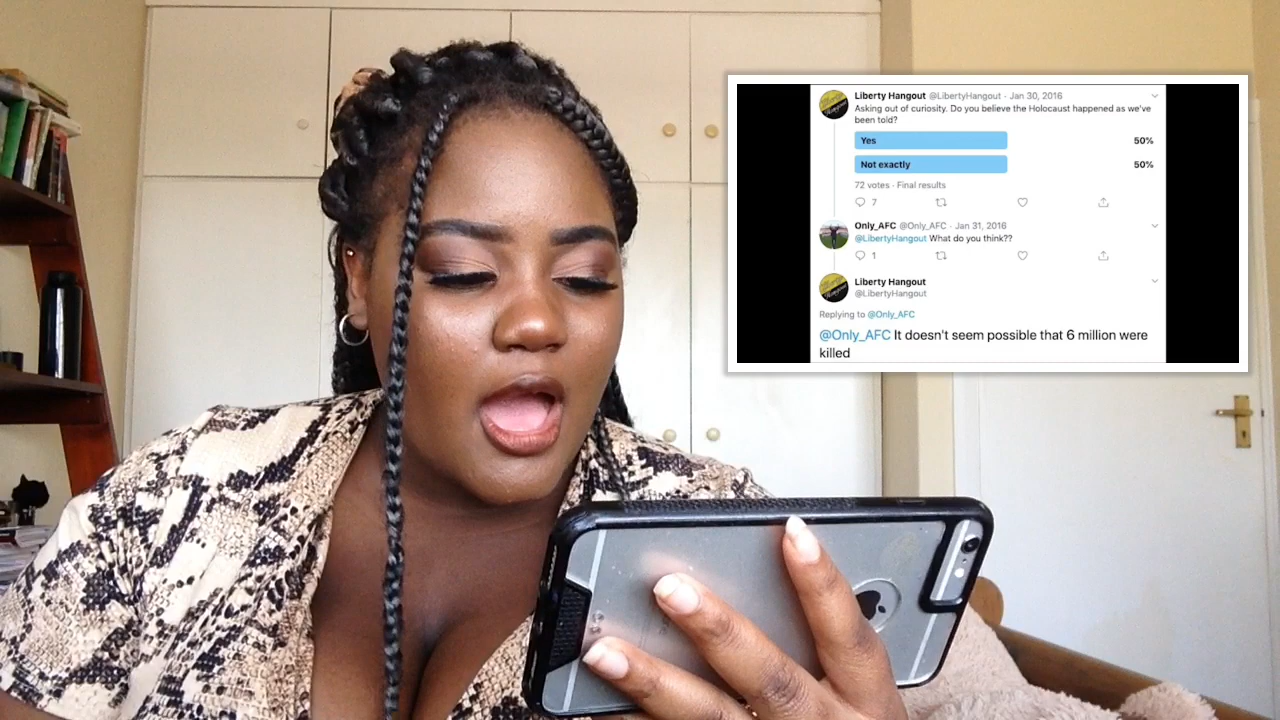 Liberty Hangout @LibertyHangout · Jan 30, 2016
Asking out of curiosity. Do you believe the Holocaust happened as we've
been told?
Yes 50%
Not exactly 50%
72 votes · Final results
7
Only_AFC @Only_AFC · Jan 31, 2016
@LibertyHangout What do you think??
1
Liberty Hangout
@LibertyHangout
Replying to @Only_AFC
@Only_AFC It doesn't seem possible that 6 million were
killed